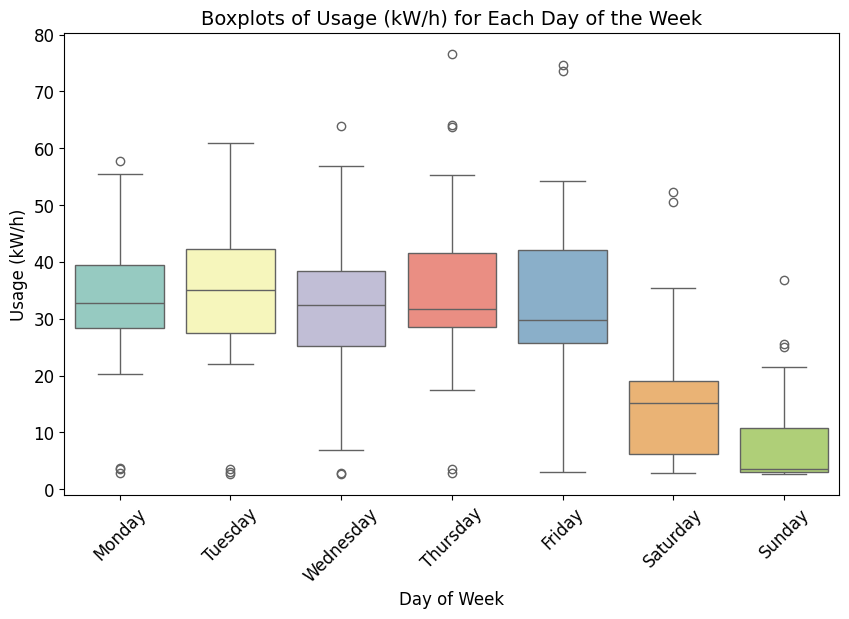 Boxplots of Usage (kW/h) for Each Day of the Week
Usage (kW/h)
80
70
60
50
40
30
20
10
0
Monday
Tuesday
Wednesday
Thursday
Friday
Saturday
Sunday
Day of Week